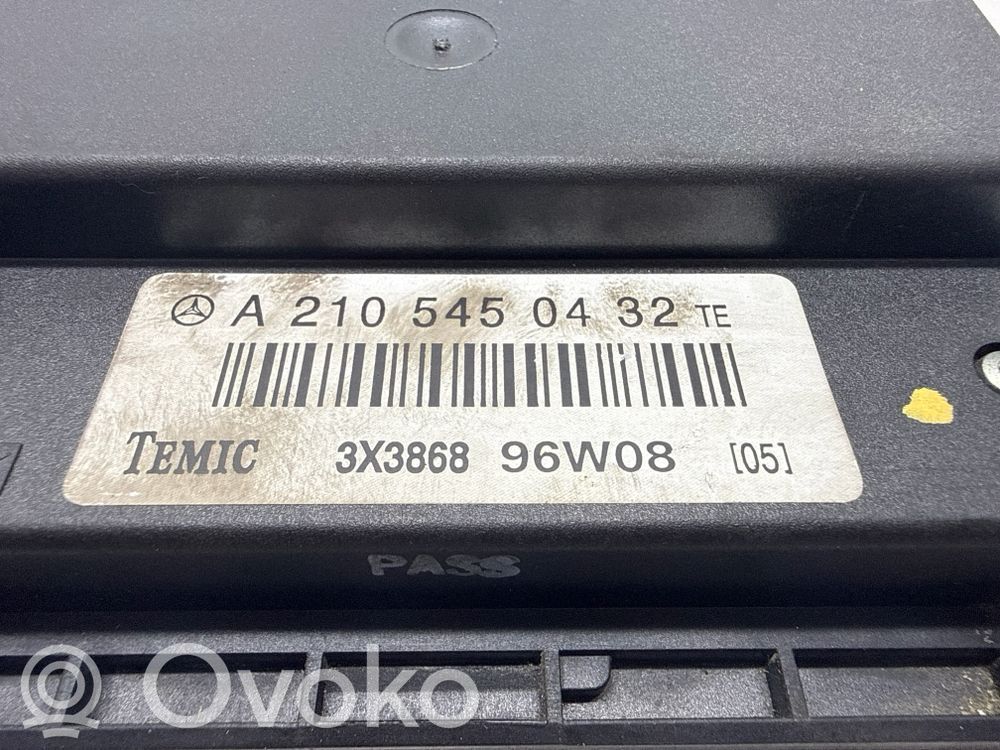 A 210 545 04 32 TE
TEMIC 3X3868 96W08 [05]
PASS
Ovoko